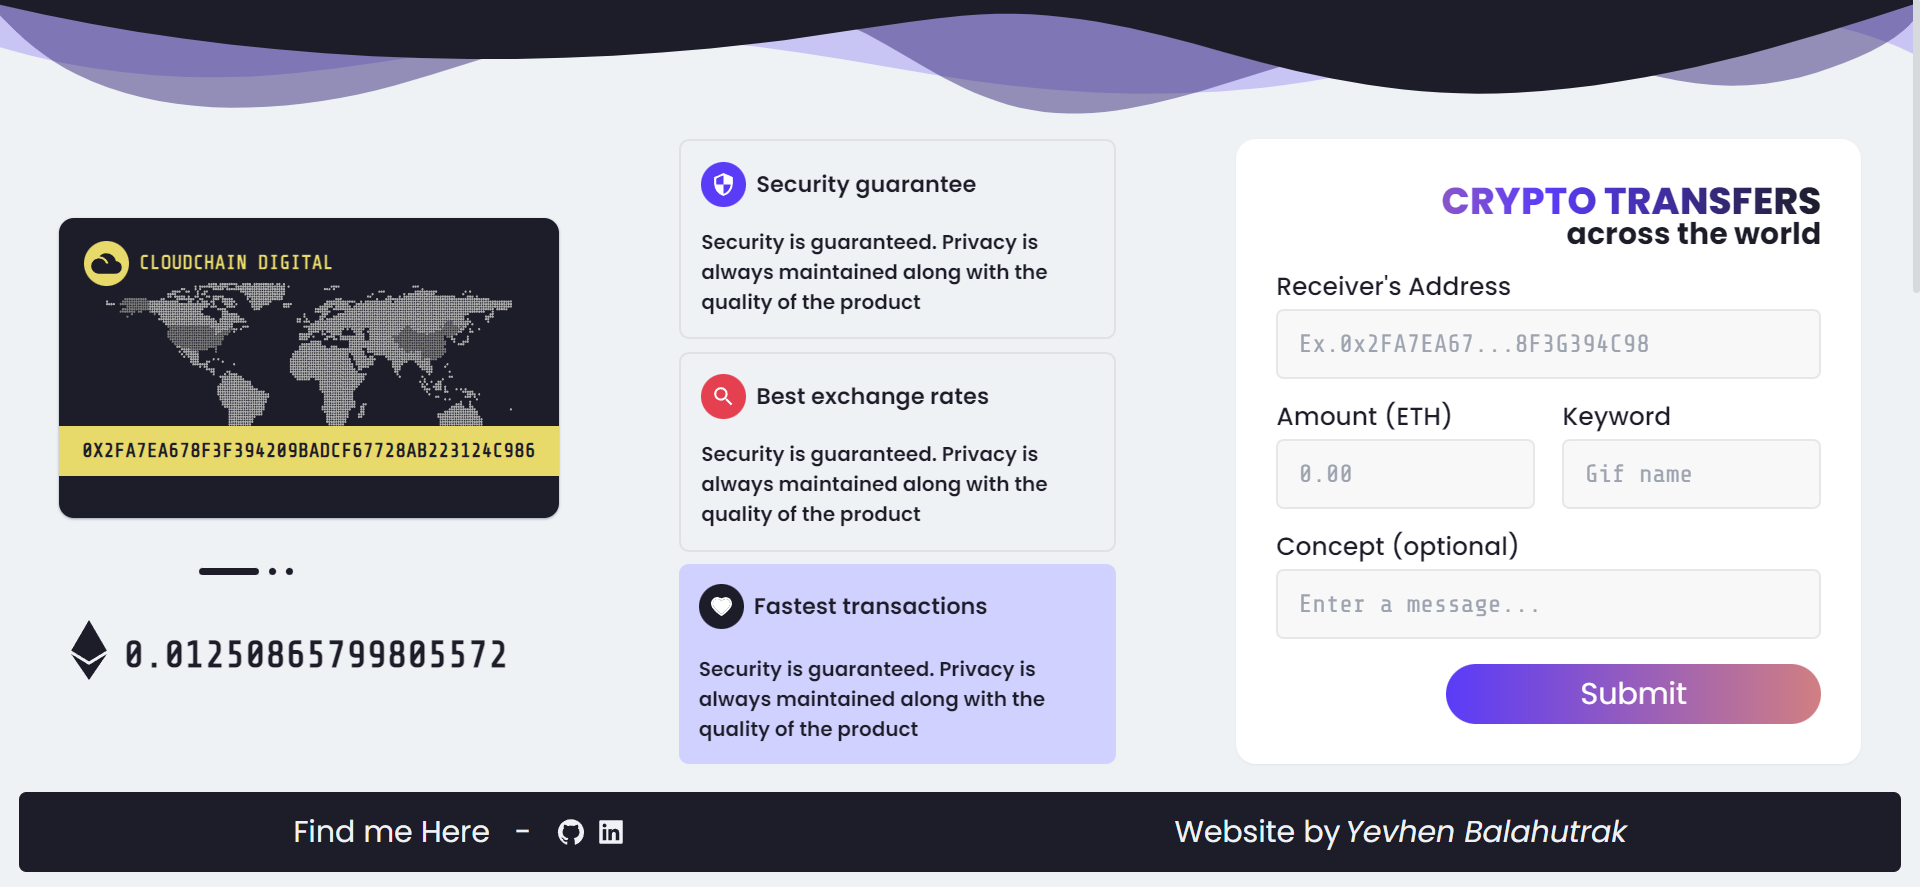 CLOUDCHAIN DIGITAL
0X2FA7EA678F3F394209BADCF67728AB223124C986
0.01250865799805572
Security guarantee
Security is guaranteed. Privacy is
always maintained along with the
quality of the product
Best exchange rates
Security is guaranteed. Privacy is
always maintained along with the
quality of the product
Fastest transactions
Security is guaranteed. Privacy is
always maintained along with the
quality of the product
CRYPTO TRANSFERS
across the world
Receiver's Address
Ex.0x2FA7EA67...8F3G394C98
Amount (ETH)
Keyword
0.00
Gif name
Concept (optional)
Enter a message...
Submit
Find me Here -
Website by Yevhen Balahutrak